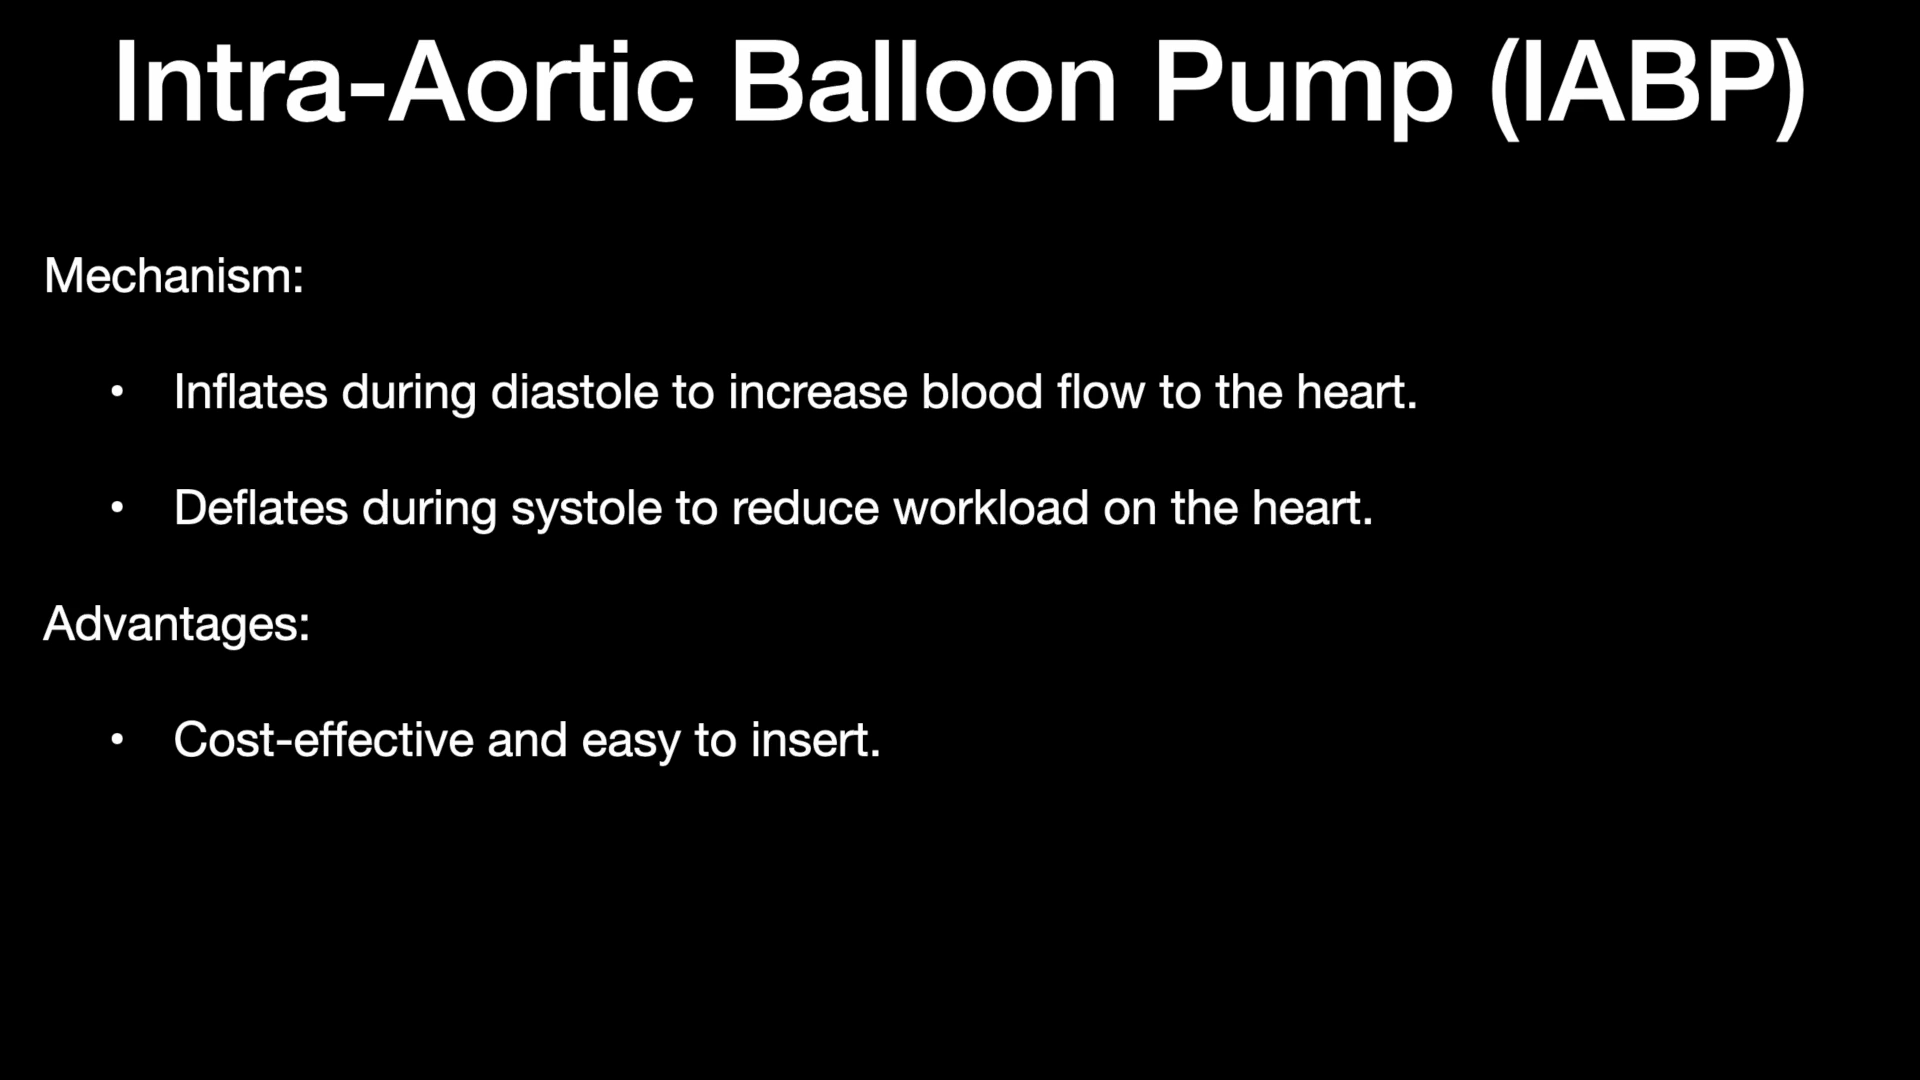 Intra-Aortic Balloon Pump (IABP)
Mechanism:
• Inflates during diastole to increase blood flow to the heart.
• Deflates during systole to reduce workload on the heart.
Advantages:
• Cost-effective and easy to insert.